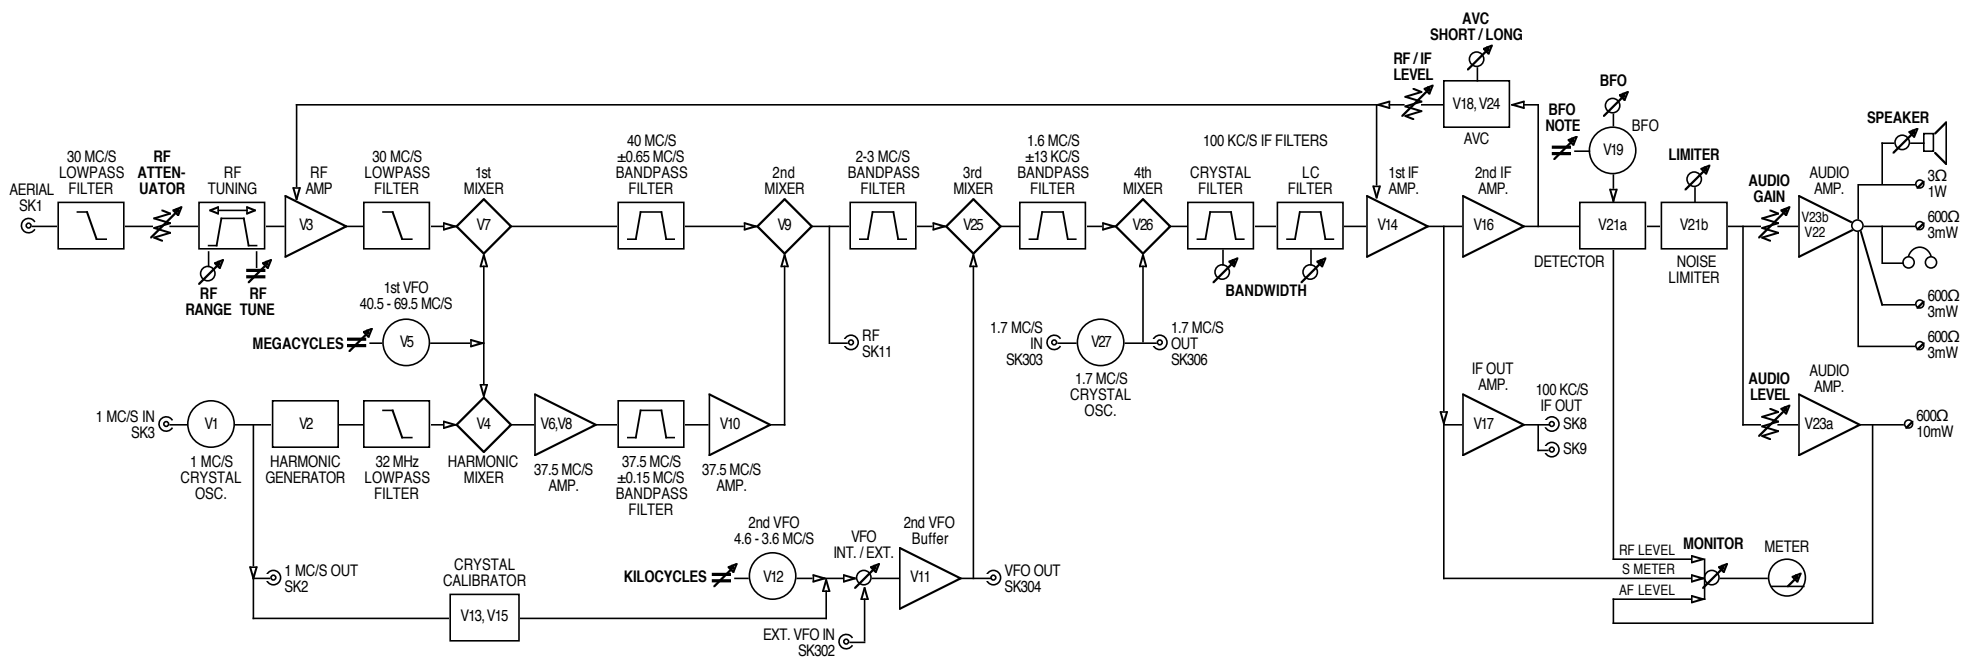 AERIAL
SK1
30 MC/S
LOWPASS
FILTER
RF
ATTEN-
UATOR
RF
TUNING
RF
RANGE
RF
TUNE
RF
AMP
V3
30 MC/S
LOWPASS
FILTER
1st
MIXER
V7
40 MC/S
±0.65 MC/S
BANDPASS
FILTER
2nd
MIXER
V9
2-3 MC/S
BANDPASS
FILTER
3rd
MIXER
V25
1.6 MC/S
±13 KC/S
BANDPASS
FILTER
4th
MIXER
V26
100 KC/S IF FILTERS
CRYSTAL
FILTER
LC
FILTER
BANDWIDTH
1st IF
AMP.
V14
2nd IF
AMP.
V16
RF / IF
LEVEL
AVC
SHORT / LONG
V18, V24
AVC
BFO
BFO
NOTE
BFO
V19
V21a
DETECTOR
LIMITER
V21b
NOISE
LIMITER
AUDIO
GAIN
AUDIO
AMP.
V23b
V22
SPEAKER
3Ω
1W
600Ω
3mW
600Ω
3mW
600Ω
3mW
1st VFO
40.5 - 69.5 MC/S
MEGACYCLES
V5
RF
SK11
1.7 MC/S
IN
SK303
V27
1.7 MC/S
OUT
SK306
1.7 MC/S
CRYSTAL
OSC.
1 MC/S IN
SK3
V1
1 MC/S
CRYSTAL
OSC.
V2
HARMONIC
GENERATOR
32 MHz
LOWPASS
FILTER
V4
HARMONIC
MIXER
V6,V8
37.5 MC/S
AMP.
37.5 MC/S
±0.15 MC/S
BANDPASS
FILTER
V10
37.5 MC/S
AMP.
IF OUT
AMP.
V17
100 KC/S
IF OUT
SK8
SK9
AUDIO
LEVEL
AUDIO
AMP.
V23a
600Ω
10mW
1 MC/S OUT
SK2
CRYSTAL
CALIBRATOR
V13, V15
2nd VFO
4.6 - 3.6 MC/S
KILOCYCLES
V12
VFO
INT. / EXT.
2nd VFO
Buffer
V11
VFO OUT
SK304
EXT. VFO IN
SK302
RF LEVEL
S METER
AF LEVEL
MONITOR
METER